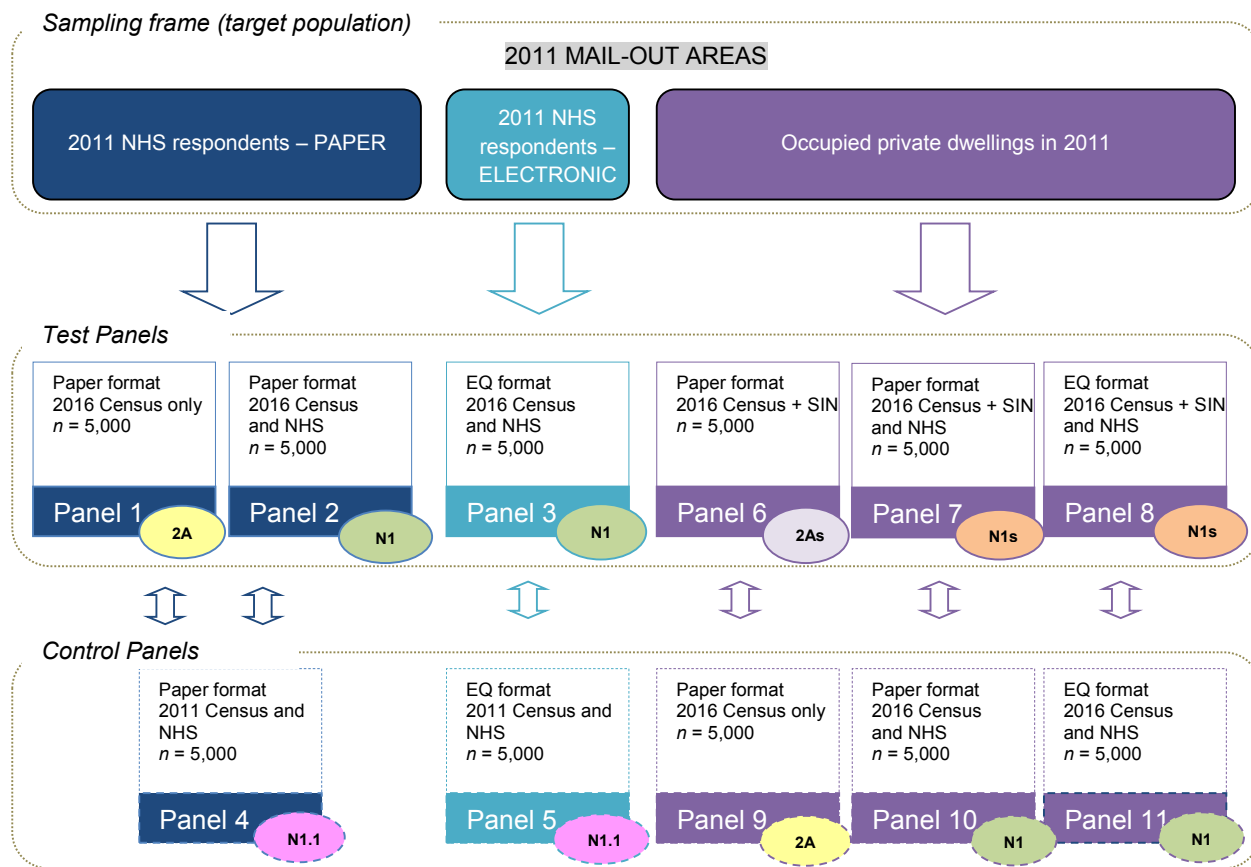 Sampling frame (target population)
2011 MAIL-OUT AREAS
2011 NHS respondents – PAPER
2011 NHS
respondents –
ELECTRONIC
Occupied private dwellings in 2011
Test Panels
Paper format
2016 Census only
n = 5,000
Panel 1
2A
Paper format
2016 Census
and NHS
n = 5,000
Panel 2
N1
EQ format
2016 Census
and NHS
n = 5,000
Panel 3
N1
Paper format
2016 Census + SIN
n = 5,000
Panel 6
2As
Paper format
2016 Census + SIN
and NHS
n = 5,000
Panel 7
N1s
EQ format
2016 Census + SIN
and NHS
n = 5,000
Panel 8
N1s
Control Panels
Paper format
2011 Census and
NHS
n = 5,000
Panel 4
N1.1
EQ format
2011 Census and
NHS
n = 5,000
Panel 5
N1.1
Paper format
2016 Census only
n = 5,000
Panel 9
2A
Paper format
2016 Census
and NHS
n = 5,000
Panel 10
N1
EQ format
2016 Census
and NHS
n = 5,000
Panel 11
N1